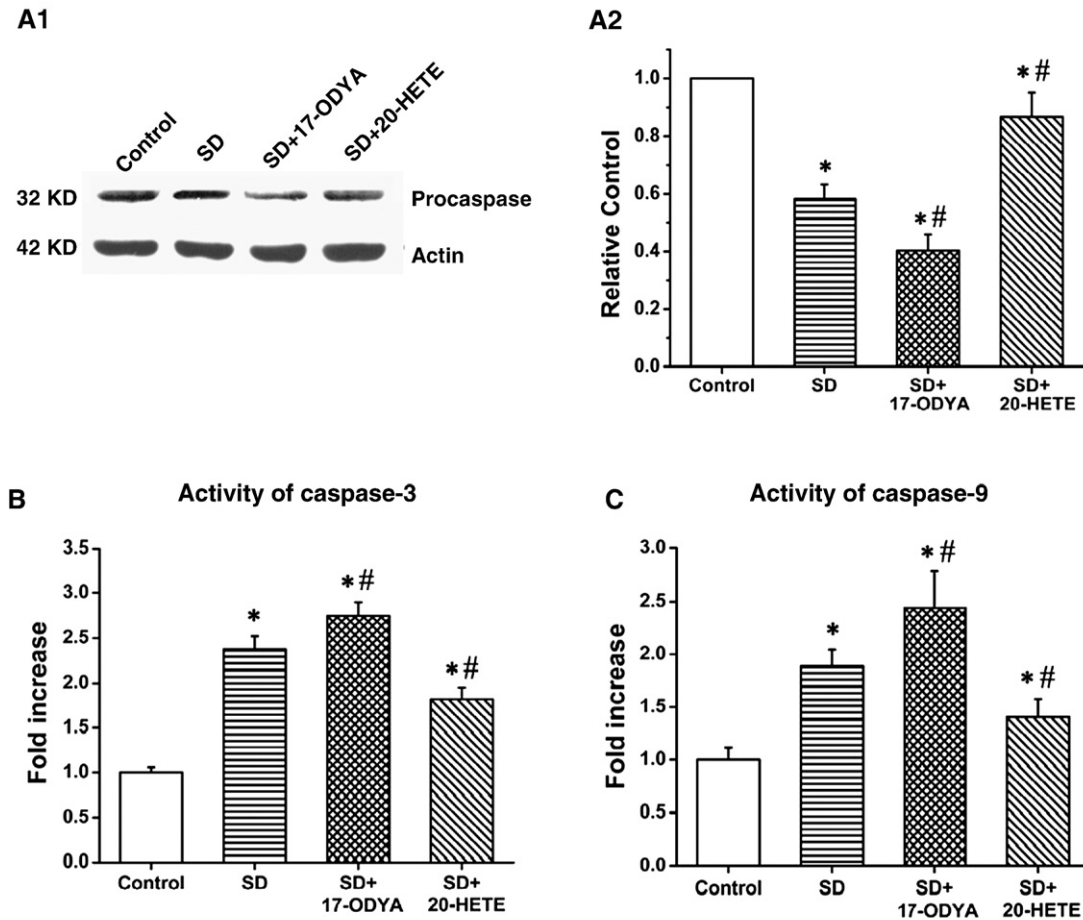 A1
Control
SD
SD+17-ODYA
SD+20-HETE
32 KD
Procaspase
42 KD
Actin
A2
Relative Control
1.0
0.8
0.6
0.4
0.2
0.0
*
*#
*#
Control
SD
SD+
17-ODYA
SD+
20-HETE
B
Activity of caspase-3
Fold increase
3.5
3.0
2.5
2.0
1.5
1.0
0.5
0.0
*
*#
*#
Control
SD
SD+
17-ODYA
SD+
20-HETE
C
Activity of caspase-9
Fold increase
3.0
2.5
2.0
1.5
1.0
0.5
0.0
*
*#
*#
Control
SD
SD+
17-ODYA
SD+
20-HETE